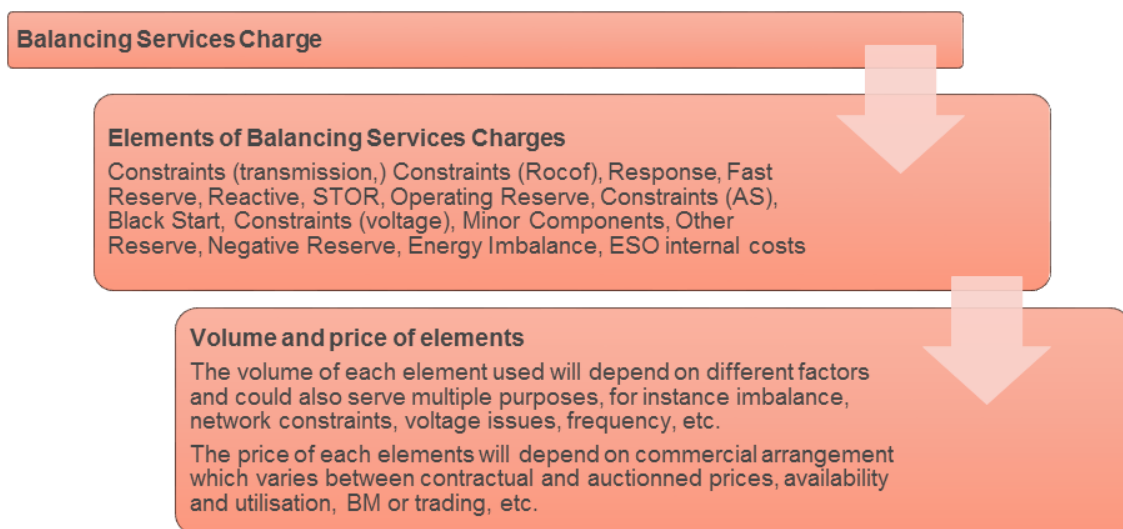 Balancing Services Charge
Elements of Balancing Services Charges
Constraints (transmission,) Constraints (Rocof), Response, Fast
Reserve, Reactive, STOR, Operating Reserve, Constraints (AS),
Black Start, Constraints (voltage), Minor Components, Other
Reserve, Negative Reserve, Energy Imbalance, ESO internal costs
Volume and price of elements
The volume of each element used will depend on different factors
and could also serve multiple purposes, for instance imbalance,
network constraints, voltage issues, frequency, etc.
The price of each elements will depend on commercial arrangement
which varies between contractual and auctionned prices, availability
and utilisation, BM or trading, etc.